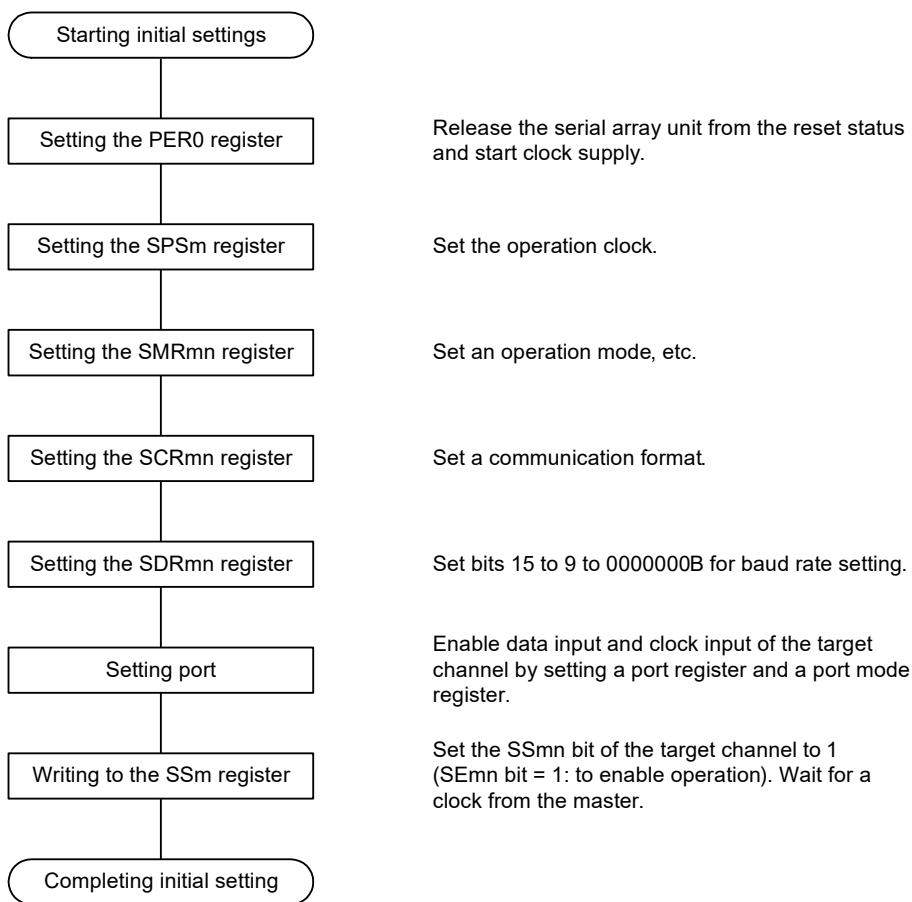 Starting initial settings
Setting the PER0 register
Release the serial array unit from the reset status
and start clock supply.
Setting the SPSm register
Set the operation clock.
Setting the SMRmn register
Set an operation mode, etc.
Setting the SCRmn register
Set a communication format.
Setting the SDRmn register
Set bits 15 to 9 to 0000000B for baud rate setting.
Setting port
Enable data input and clock input of the target
channel by setting a port register and a port mode
register.
Writing to the SSm register
Set the SSmn bit of the target channel to 1
(SEmn bit = 1: to enable operation). Wait for a
clock from the master.
Completing initial setting